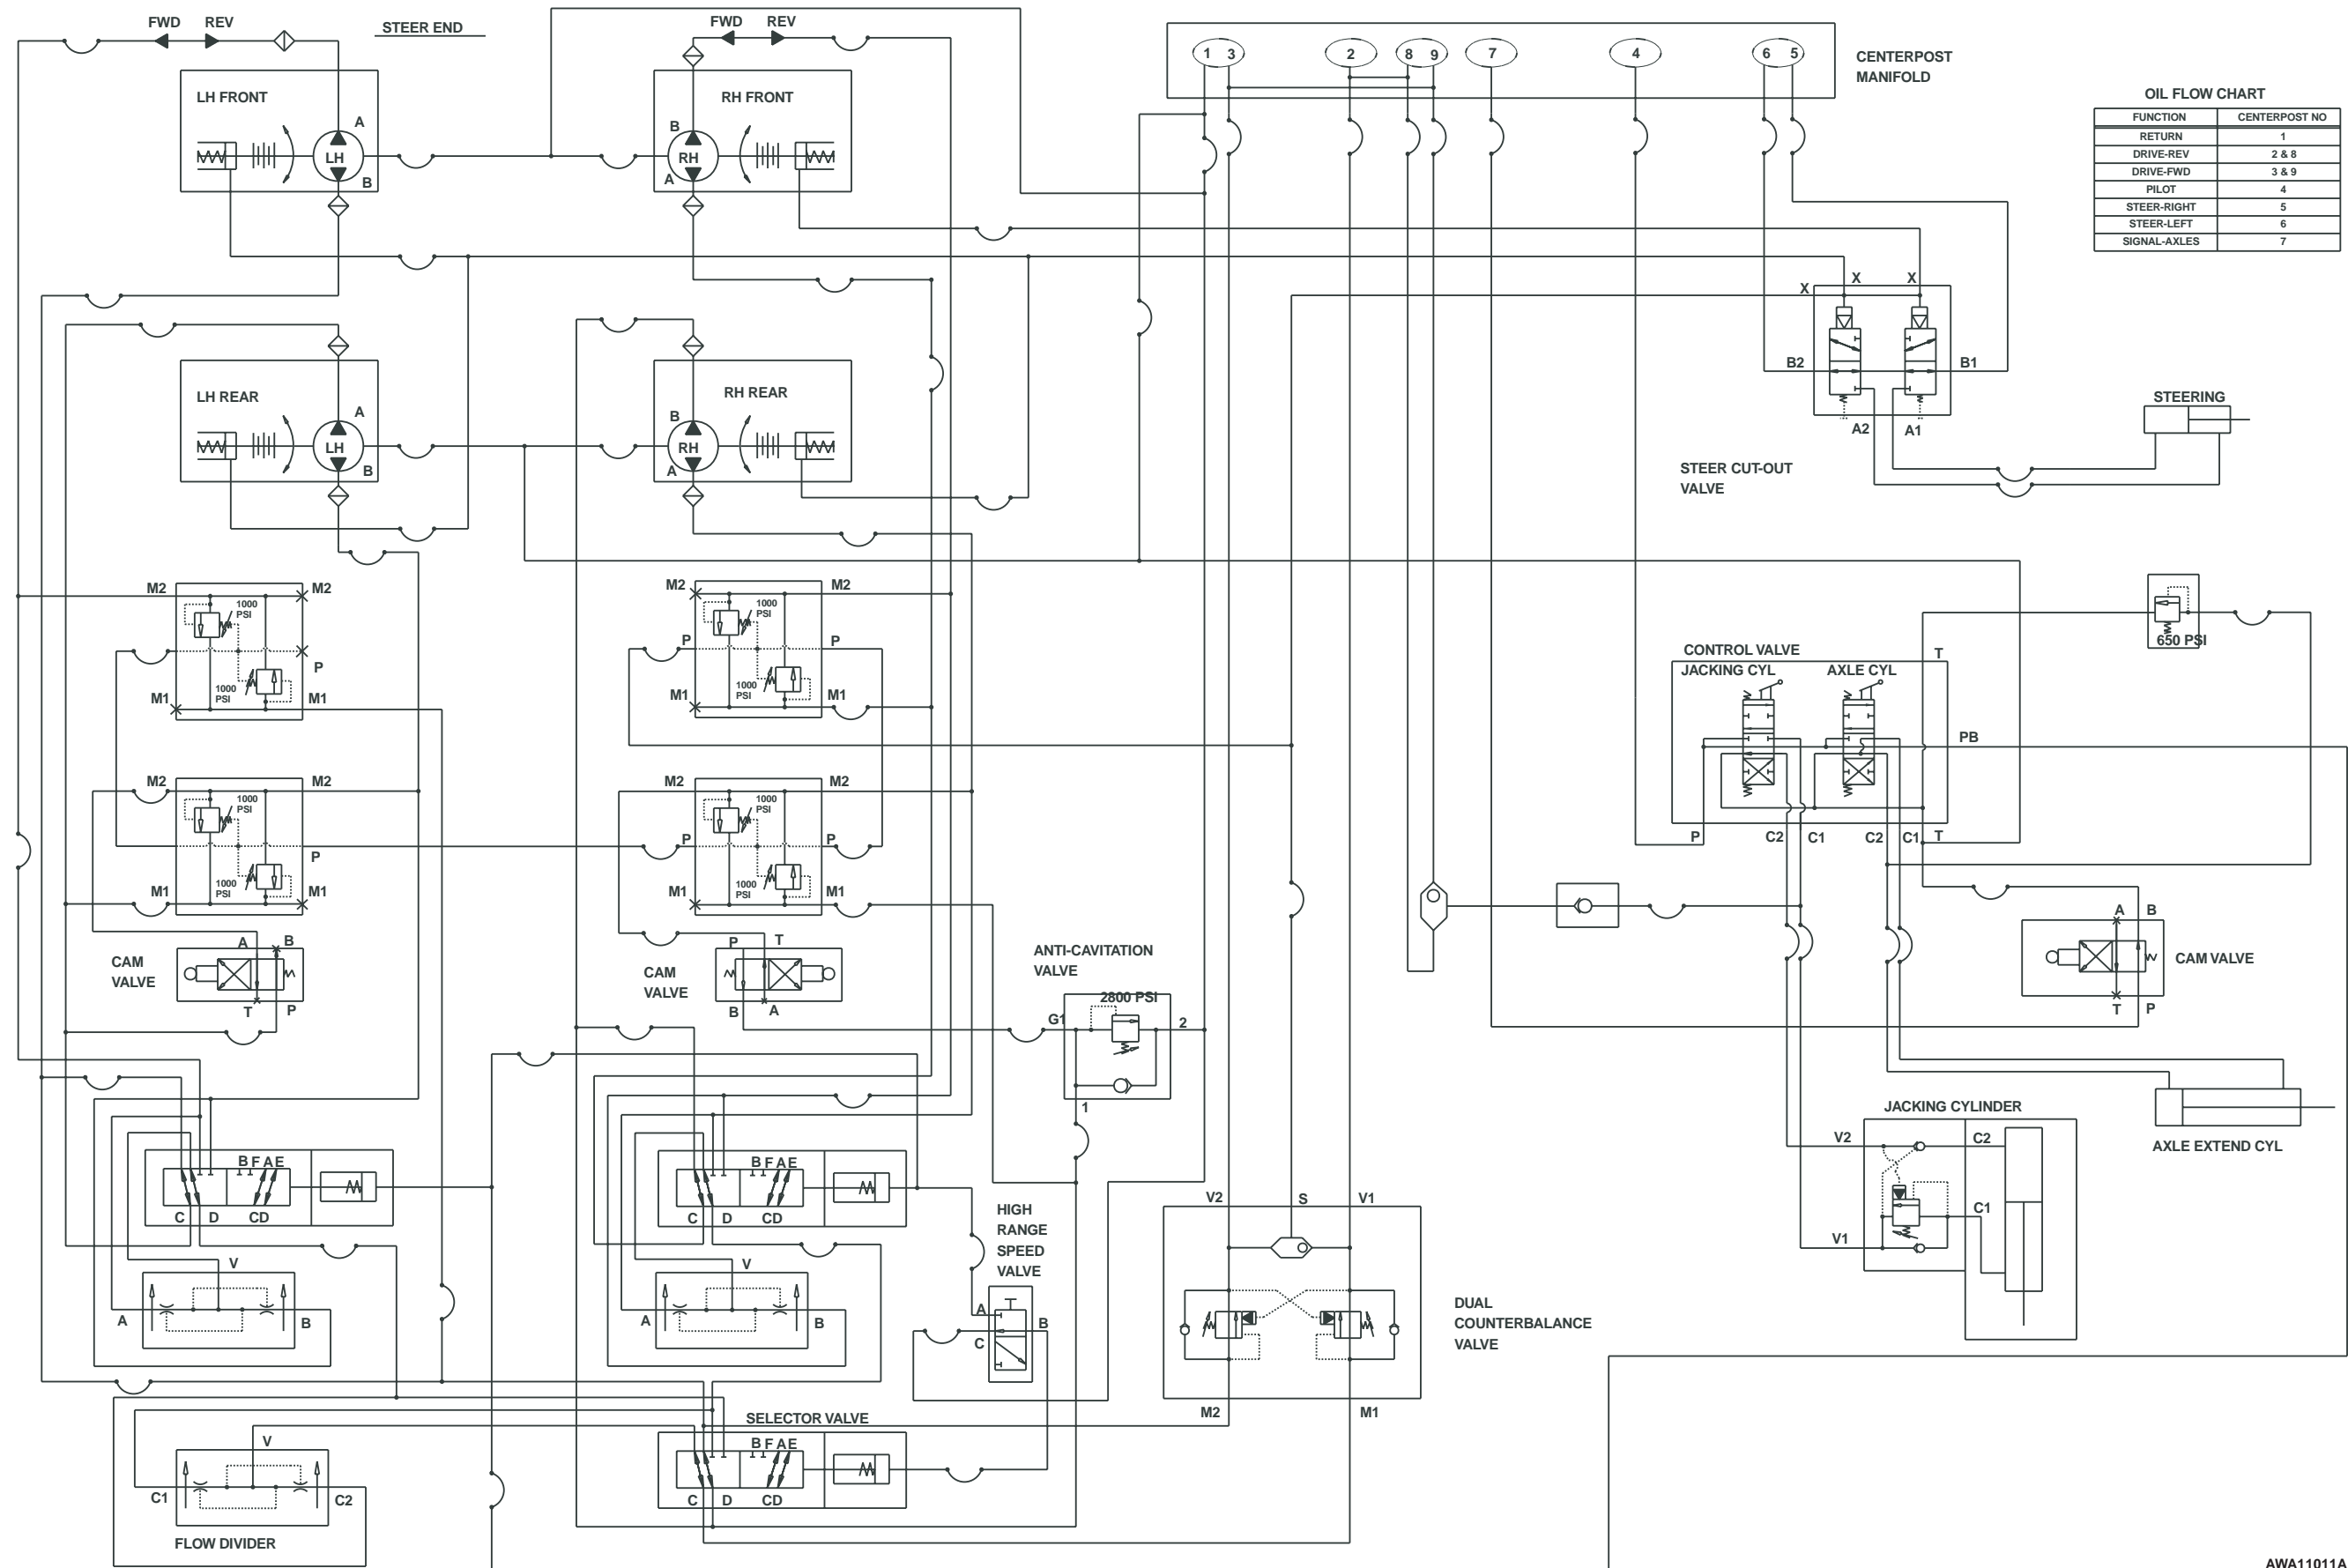 FWD REV
STEER END
FWD REV
1 3 2 8 9 7 4 6 5
CENTERPOST
MANIFOLD
OIL FLOW CHART
FUNCTION CENTERPOST NO
RETURN 1
DRIVE-REV 2 & 8
DRIVE-FWD 3 & 9
PILOT 4
STEER-RIGHT 5
STEER-LEFT 6
SIGNAL-AXLES 7
LH FRONT
A
LH
B
RH FRONT
B
RH
A
X X X
B2 B1
A2 A1
STEERING
STEER CUT-OUT
VALVE
LH REAR
A
LH
B
RH REAR
B
RH
A
M2 M2
1000
PSI
P
1000
PSI
M1 M1
M2 M2
1000
PSI
P P
1000
PSI
M1 M1
650 PSI
CONTROL VALVE
T
JACKING CYL AXLE CYL
PB
P C2 C1 C2 C1 T
M2 M2
1000
PSI
P
1000
PSI
M1 M1
M2 M2
1000
PSI
P P
1000
PSI
M1 M1
CAM
VALVE
A B
T P
CAM
VALVE
P T
B A
ANTI-CAVITATION
VALVE
2800 PSI
G1 2
1
A B
CAM VALVE
T P
B F A E
C D CD
B F A E
C D CD
V
A B
V
A B
HIGH
RANGE
SPEED
VALVE
A
B
C
V2 S V1
DUAL
COUNTERBALANCE
VALVE
M2 M1
JACKING CYLINDER
V2 C2
C1
V1
AXLE EXTEND CYL
SELECTOR VALVE
B F A E
C D CD
V
C1 C2
FLOW DIVIDER
AWA11011A